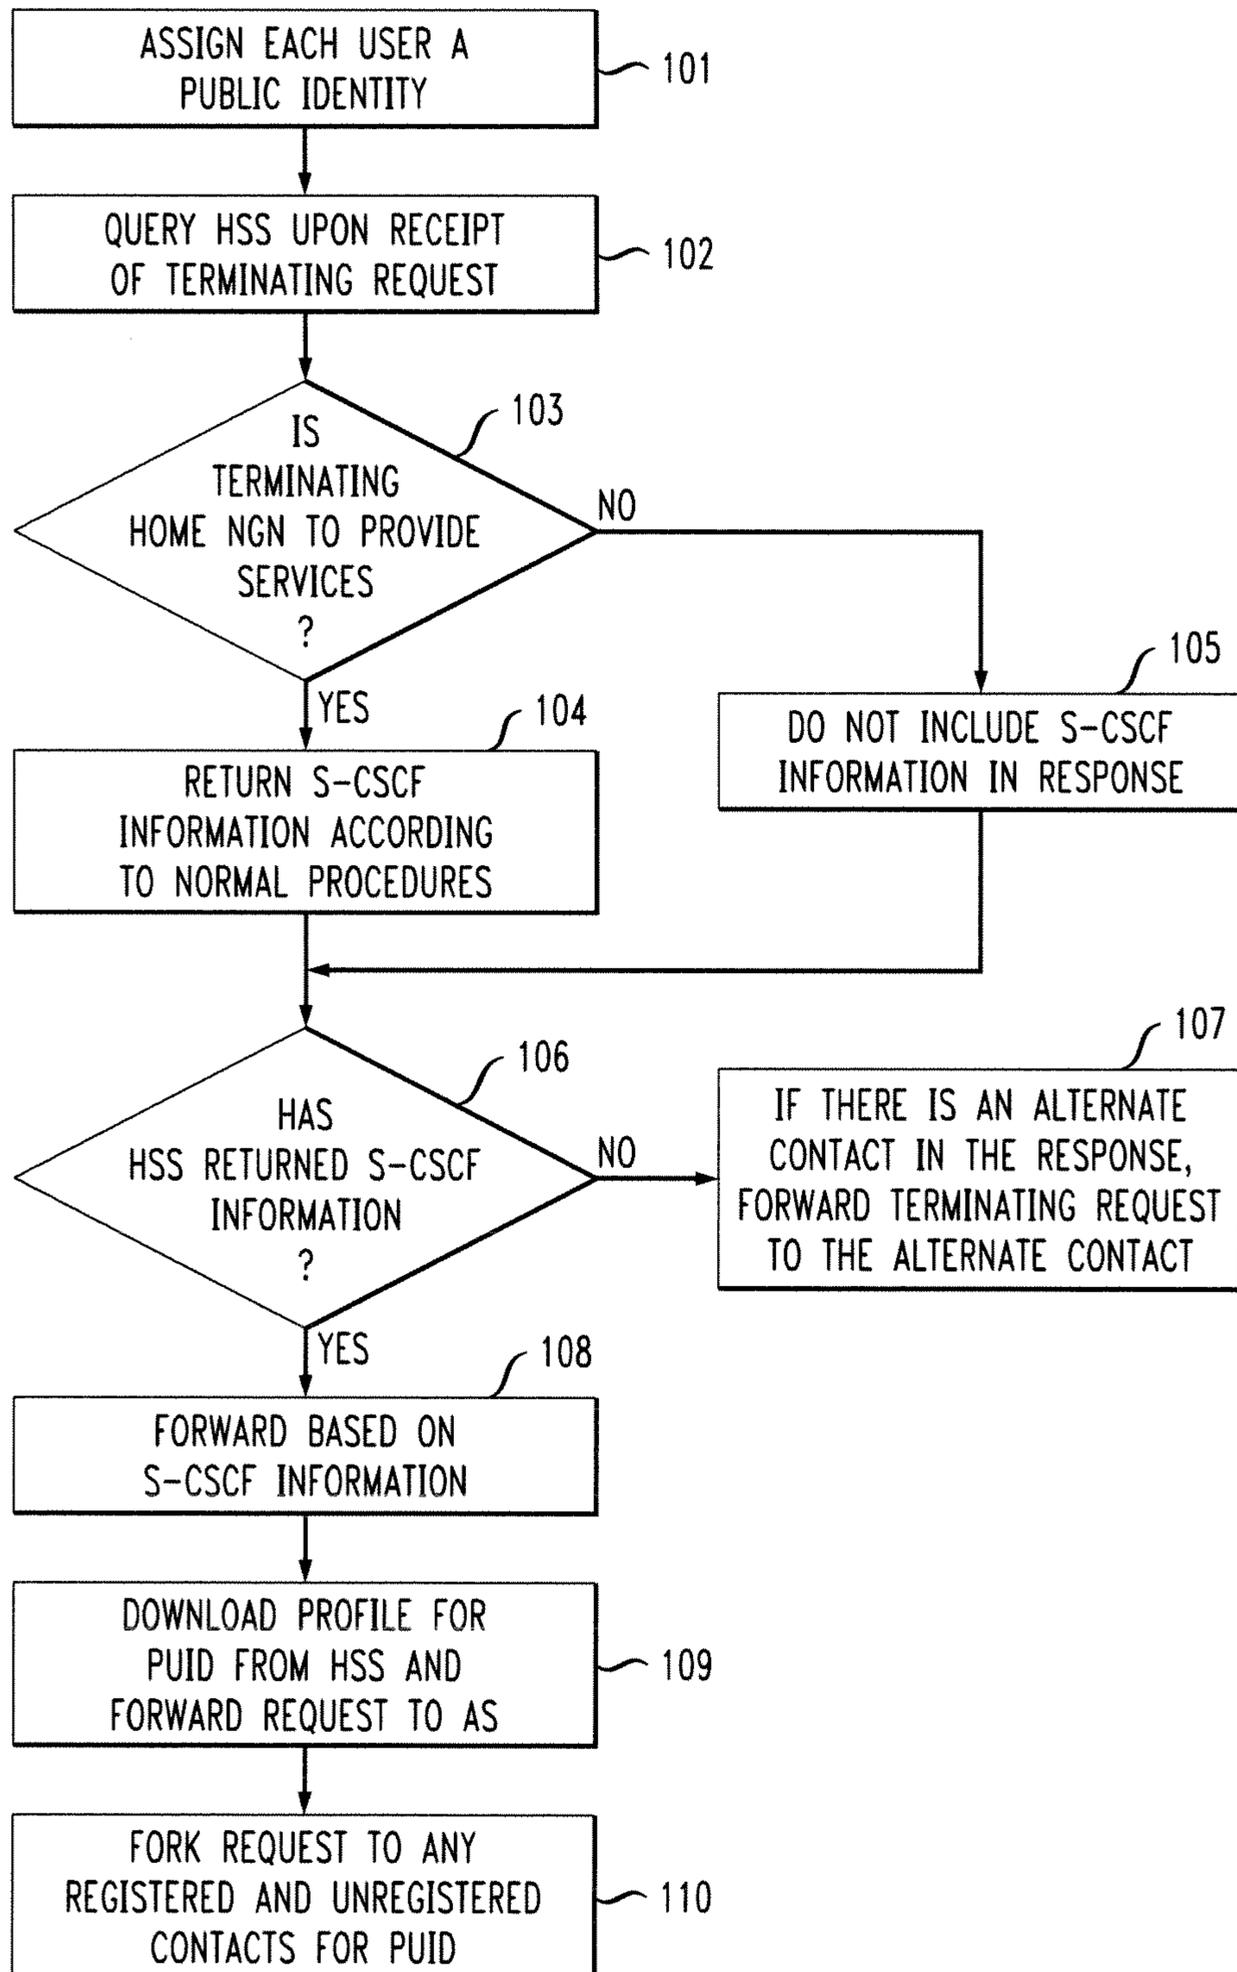 ASSIGN EACH USER A
PUBLIC IDENTITY
101
QUERY HSS UPON RECEIPT
OF TERMINATING REQUEST
102
103
IS
TERMINATING
HOME NGN TO PROVIDE
SERVICES
?
NO
YES
104
RETURN S-CSCF
INFORMATION ACCORDING
TO NORMAL PROCEDURES
105
DO NOT INCLUDE S-CSCF
INFORMATION IN RESPONSE
106
HAS
HSS RETURNED S-CSCF
INFORMATION
?
NO
107
IF THERE IS AN ALTERNATE
CONTACT IN THE RESPONSE,
FORWARD TERMINATING REQUEST
TO THE ALTERNATE CONTACT
YES
108
FORWARD BASED ON
S-CSCF INFORMATION
DOWNLOAD PROFILE FOR
PUID FROM HSS AND
FORWARD REQUEST TO AS
109
FORK REQUEST TO ANY
REGISTERED AND UNREGISTERED
CONTACTS FOR PUID
110